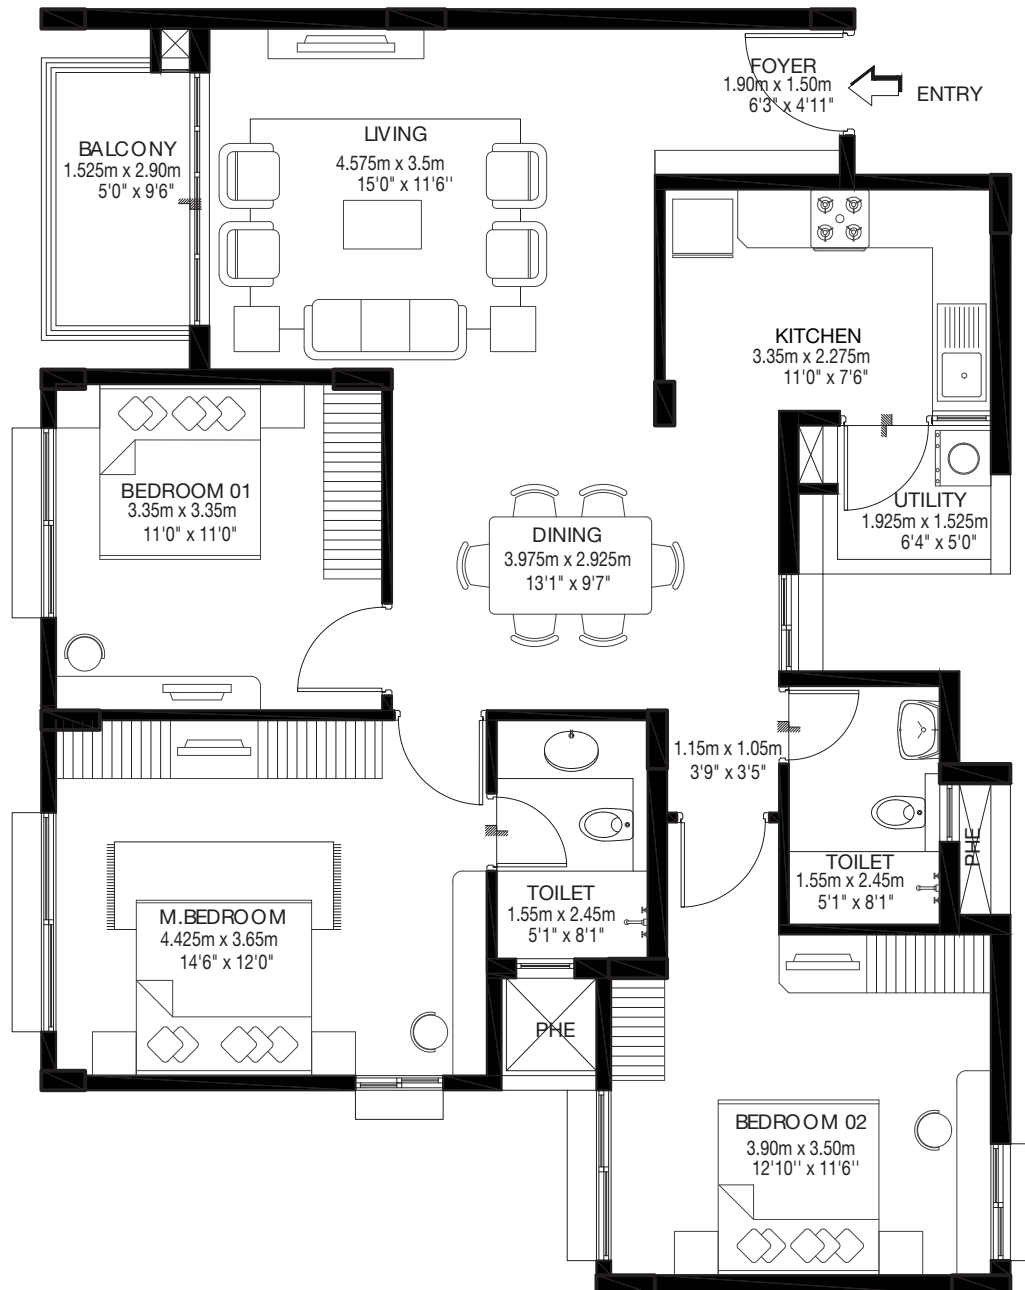 FOYER
1.90m x 1.50m
6'3" x 4'11"
ENTRY
LIVING
4.575m x 3.5m
15'0" x 11'6''
BALCONY
1.525m x 2.90m
5'0" x 9'6"
KITCHEN
3.35m x 2.275m
11'0" x 7'6"
BEDROOM 01
3.35m x 3.35m
11'0" x 11'0"
UTILITY
1.925m x 1.525m
6'4" x 5'0"
DINING
3.975m x 2.925m
13'1" x 9'7"
1.15m x 1.05m
3'9" x 3'5"
TOILET
1.55m x 2.45m
5'1" x 8'1"
PHE
TOILET
1.55m x 2.45m
5'1" x 8'1"
M.BEDROOM
4.425m x 3.65m
14'6" x 12'0"
PHE
BEDROOM 02
3.90m x 3.50m
12'10'' x 11'6''